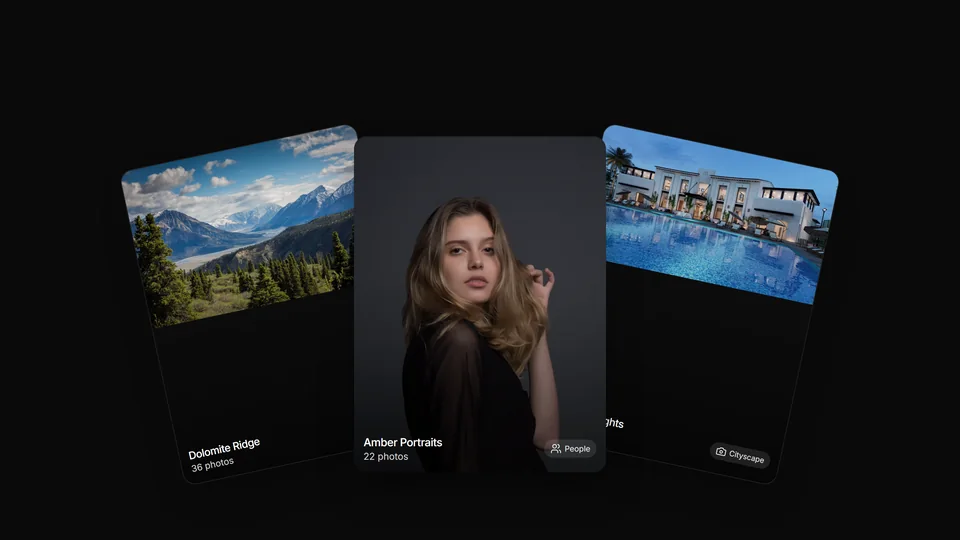 Dolomite Ridge
36 photos
Amber Portraits
22 photos
People
ghts
Cityscape